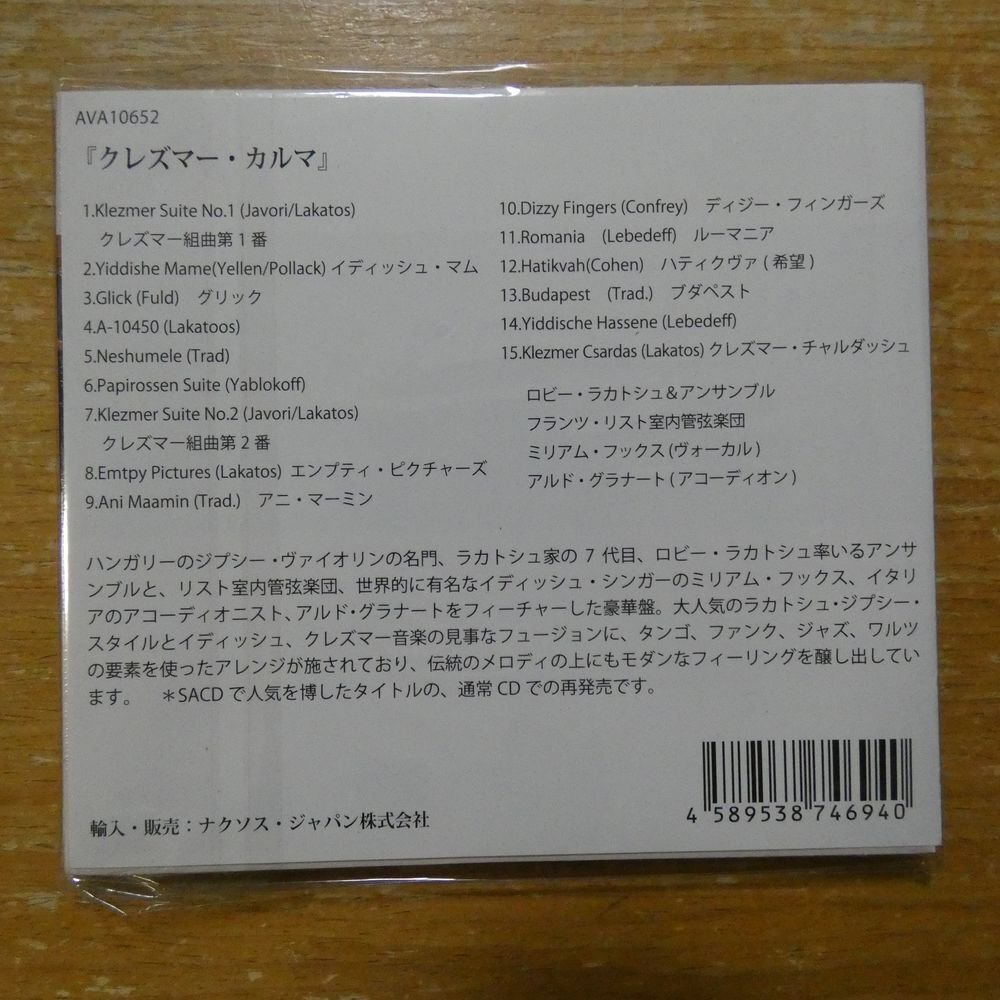 AVA10652
『クレズマー・カルマ』
1.Klezmer Suite No.1 (Javori/Lakatos)
クレズマー組曲第1番
2.Yiddishe Mame(Yellen/Pollack) イディッシュ・マム
3.Glick (Fuld) グリック
4.A-10450 (Lakatoos)
5.Neshumele (Trad)
6.Papirossen Suite (Yablokoff)
7.Klezmer Suite No.2 (Javori/Lakatos)
クレズマー組曲第2番
8.Emtpy Pictures (Lakatos) エンプティ・ピクチャーズ
9.Ani Maamin (Trad.) アニ・マーミン
10.Dizzy Fingers (Confrey) ディジー・フィンガーズ
11.Romania (Lebedeff) ルーマニア
12.Hatikvah(Cohen) ハティクヴァ(希望)
13.Budapest (Trad.) ブダペスト
14.Yiddische Hassene (Lebedeff)
15.Klezmer Csardas (Lakatos) クレズマー・チャルダッシュ
ロビー・ラカトシュ&アンサンブル
フランツ・リスト室内管弦楽団
ミリアム・フックス(ヴォーカル)
アルド・グラナート(アコーディオン)
ハンガリーのジプシー・ヴァイオリンの名門、ラカトシュ家の7代目、ロビー・ラカトシュ率いるアンサ
ンブルと、リスト室内管弦楽団、世界的に有名なイディッシュ・シンガーのミリアム・フックス、イタリ
アのアコーディオニスト、アルド・グラナートをフィーチャーした豪華盤。大人気のラカトシュ・ジプシー・
スタイルとイディッシュ、クレズマー音楽の見事なフュージョンに、タンゴ、ファンク、ジャズ、ワルツ
の要素を使ったアレンジが施されており、伝統のメロディの上にもモダンなフィーリングを醸し出してい
ます。 *SACDで人気を博したタイトルの、通常CDでの再発売です。
輸入・販売：ナクソス・ジャパン株式会社
4 589538 746940